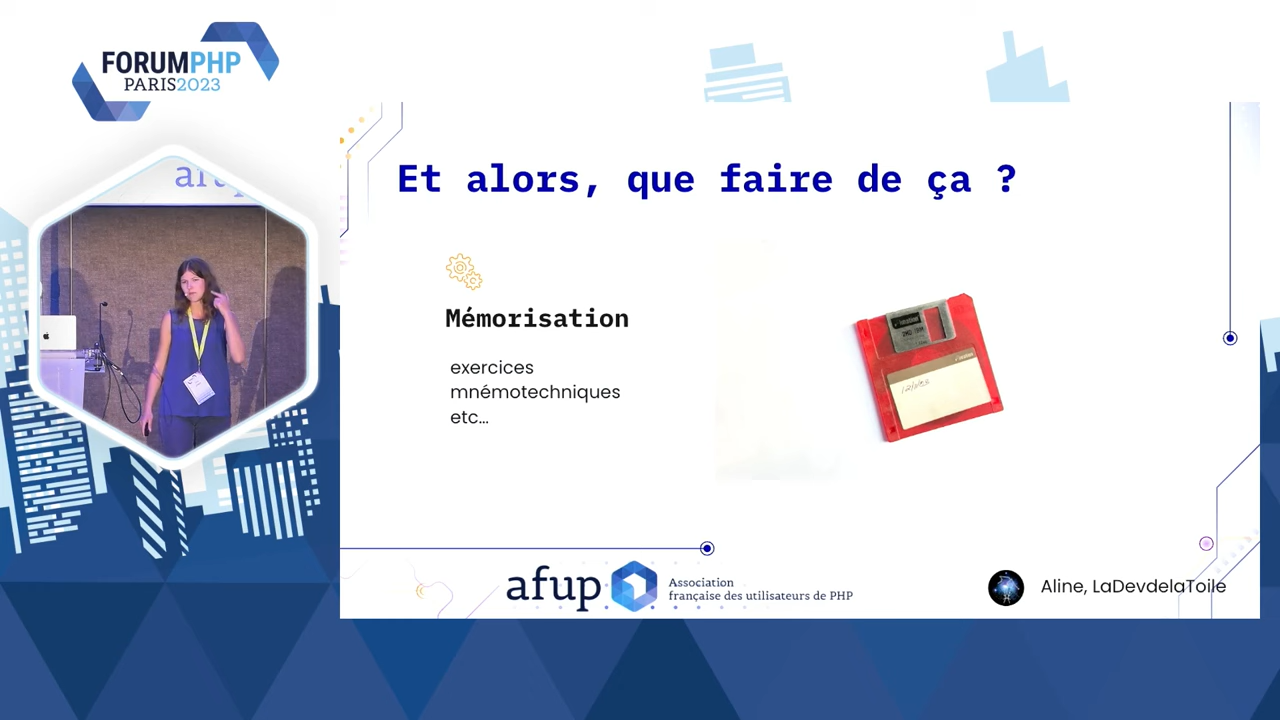 FORUMPHP
PARIS2023
Et alors, que faire de ça ?
Mémorisation
exercices
mnémotechniques
etc...
afup
Association
française des utilisateurs de PHP
Aline, LaDevdelaToile